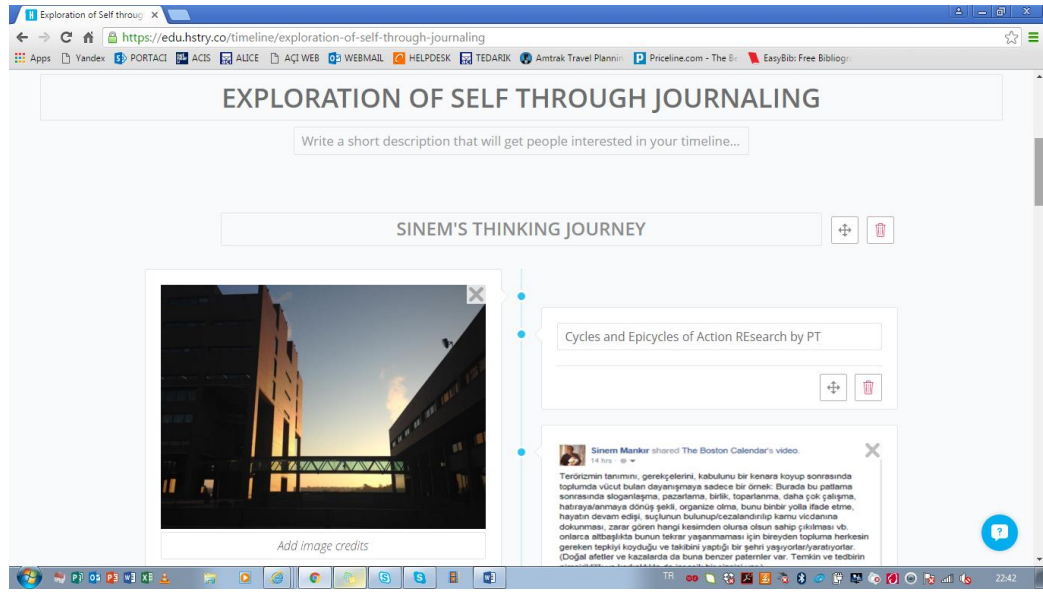 Exploration of Self throug
https://edu.hstry.co/timeline/exploration-of-self-through-journaling
Apps Yandex PORTACI ACIS ALICE AÇI WEB WEBMAIL HELPDESK TEDARIK Amtrak Travel Plannin Priceline.com - The Be EasyBib: Free Bibliogr
EXPLORATION OF SELF THROUGH JOURNALING
Write a short description that will get people interested in your timeline...
SINEM'S THINKING JOURNEY
Cycles and Epicycles of Action REsearch by PT
Add image credits
Sinem Mankır shared The Boston Calendar's video.
14 hrs
Terörizmin tanımını, gerekçelerini, kabulunu bir kenara koyup sonrasında
toplumda vücut bulan dayanışmaya sadece bir örnek: Burada bu patlama
sonrasında sloganlaşma, pazarlama, birlik, toparlanma, daha çok çalışma,
hatıraya/anmaya dönüş şekli, organize olma, bunu binbir yolla ifade etme,
hayatın devam edişi, suçlunun bulunup/cezalandırılıp kamu vicdanına
dokunması, zarar gören hangi kesimden olursa olsun sahip çıkılması vb.
onlarca altbaşlıkta bunun tekrar yaşanmaması için bireyden topluma herkesin
gereken tepkiyi koyduğu ve takibini yaptığı bir şehri yaşıyorlar/yaratıyorlar.
(Doğal afetler ve kazalarda da buna benzer paternler var. Temkin ve tedbirin
TR
22:42